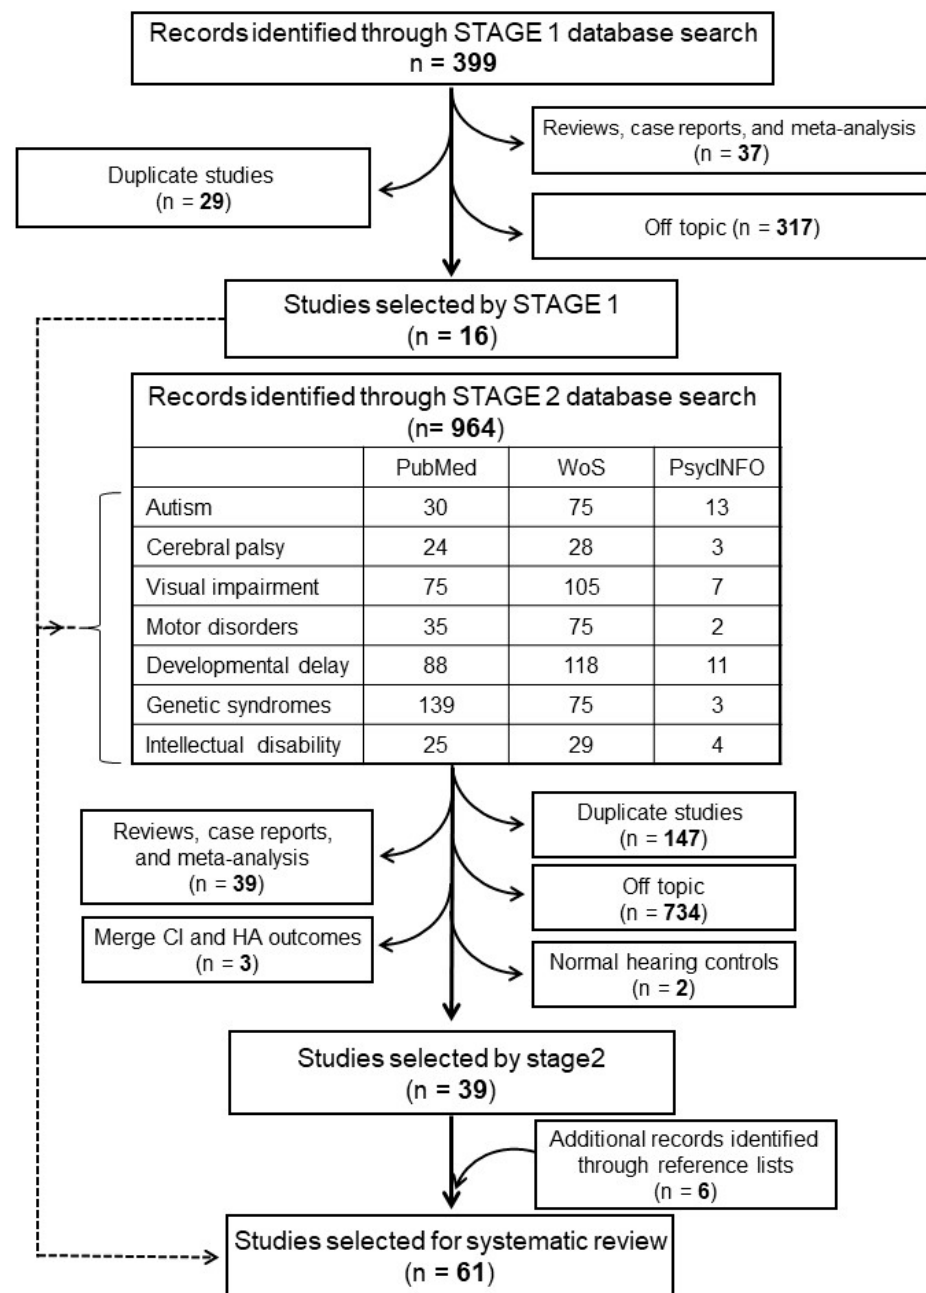 Records identified through STAGE 1 database search
n = 399
Reviews, case reports, and meta-analysis
(n = 37)
Duplicate studies
(n = 29)
Off topic (n = 317)
Studies selected by STAGE 1
(n = 16)
Records identified through STAGE 2 database search
(n= 964)
PubMed WoS PsycINFO
Autism 30 75 13
Cerebral palsy 24 28 3
Visual impairment 75 105 7
Motor disorders 35 75 2
Developmental delay 88 118 11
Genetic syndromes 139 75 3
Intellectual disability 25 29 4
Reviews, case reports,
and meta-analysis
(n = 39)
Duplicate studies
(n = 147)
Off topic
(n = 734)
Merge CI and HA outcomes
(n = 3)
Normal hearing controls
(n = 2)
Studies selected by stage2
(n = 39)
Additional records identified
through reference lists
(n = 6)
Studies selected for systematic review
(n = 61)